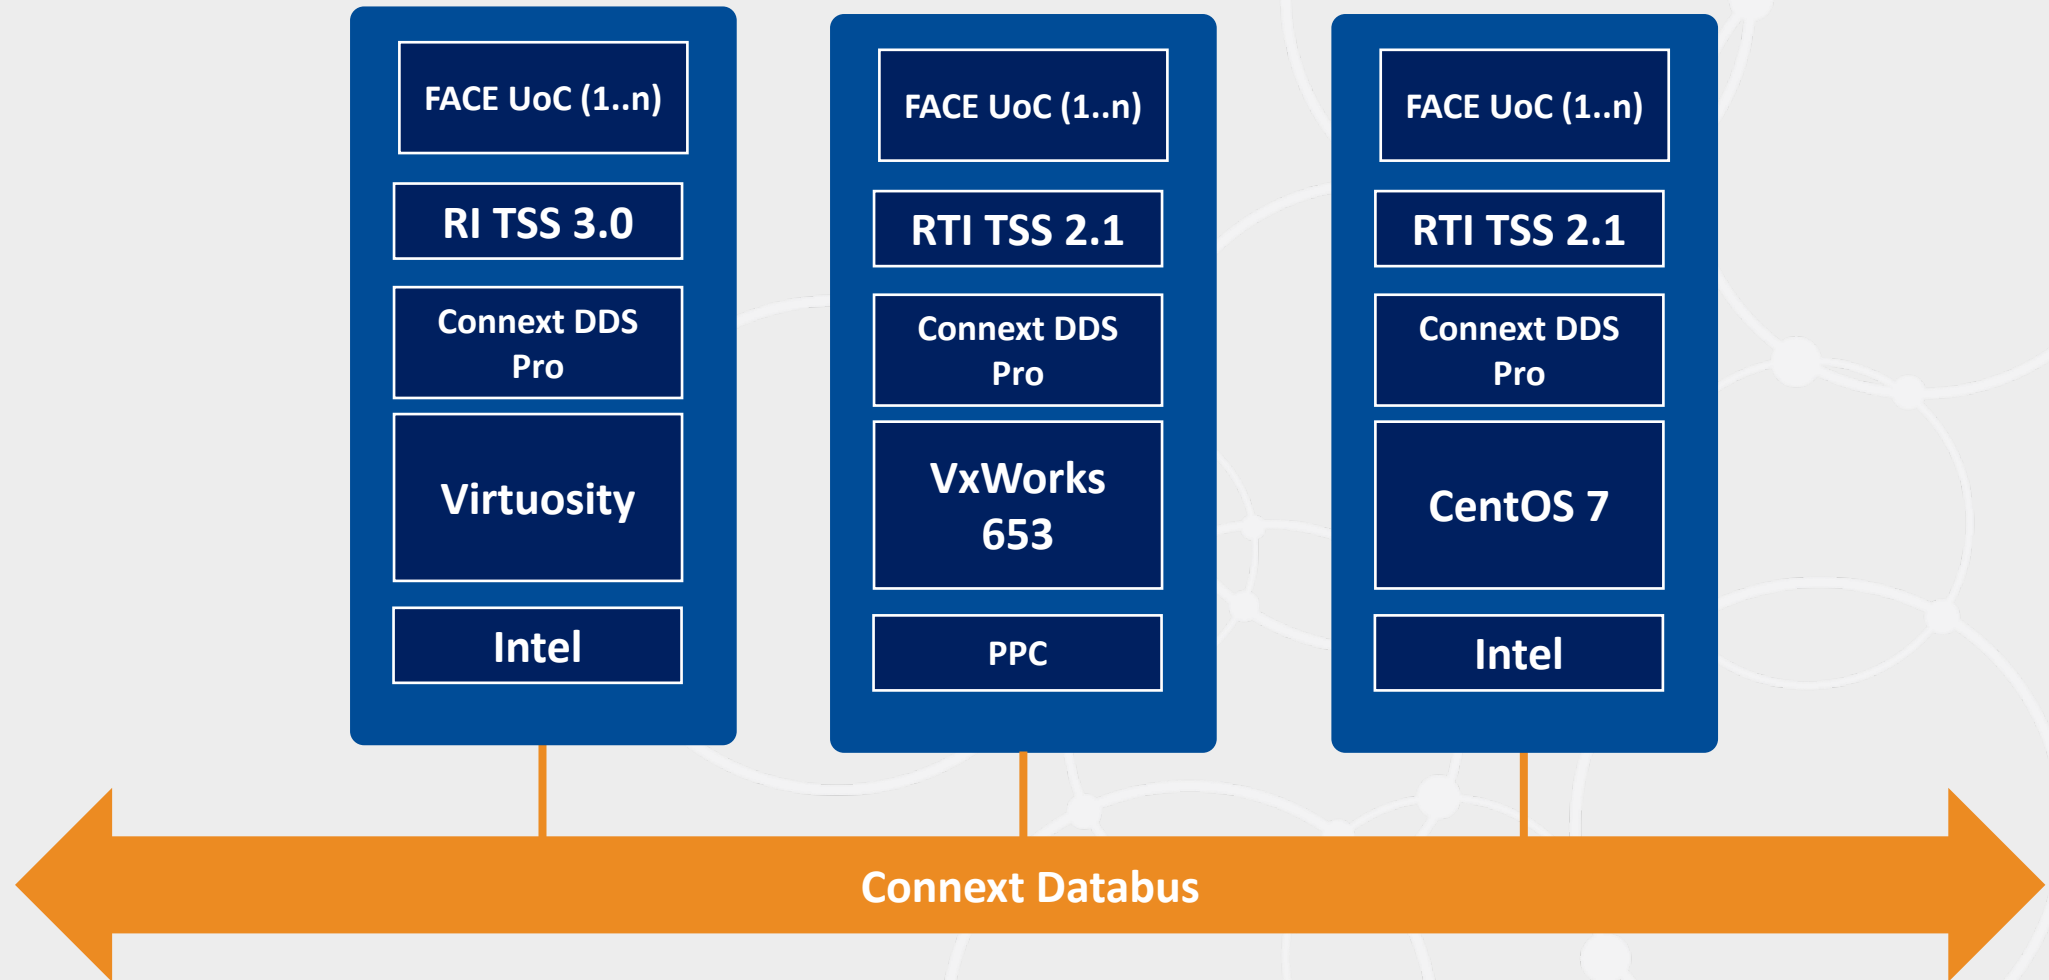 FACE UoC (1..n)
RI TSS 3.0
Connext DDS
Pro
Virtuosity
Intel
FACE UoC (1..n)
RTI TSS 2.1
Connext DDS
Pro
VxWorks
653
PPC
FACE UoC (1..n)
RTI TSS 2.1
Connext DDS
Pro
CentOS 7
Intel
Connext Databus